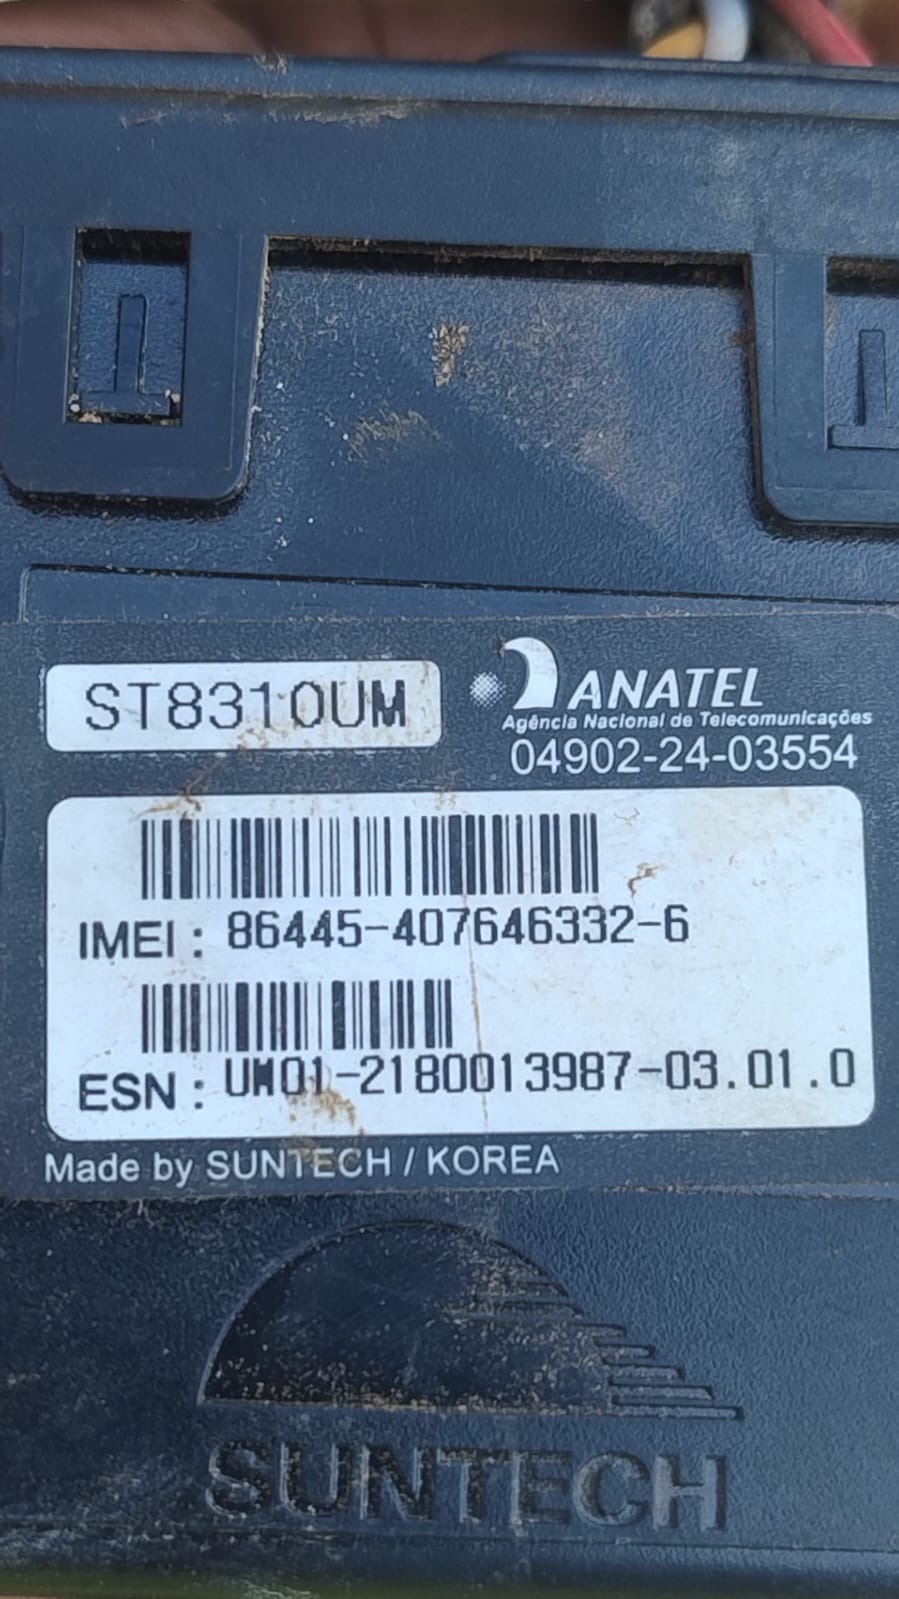 ST8310UM
ANATEL
Agência Nacional de Telecomunicações
04902-24-03554
IMEI : 86445-407646332-6
ESN : UM01-2180013987-03.01.0
Made by SUNTECH / KOREA
SUNTECH